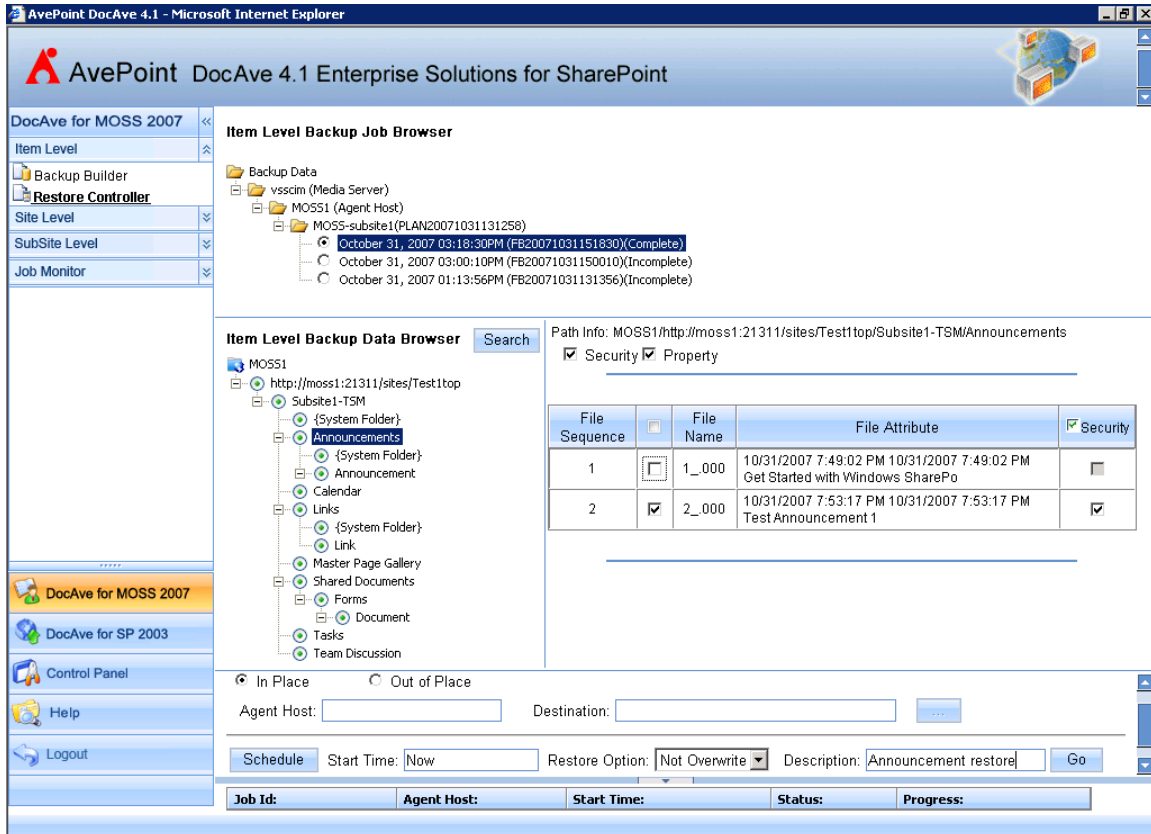 AvePoint DocAve 4.1 - Microsoft Internet Explorer
AvePoint DocAve 4.1 Enterprise Solutions for SharePoint
DocAve for MOSS 2007
Item Level
Backup Builder
Restore Controller
Site Level
SubSite Level
Job Monitor
DocAve for MOSS 2007
DocAve for SP 2003
Control Panel
Help
Logout
Item Level Backup Job Browser
Backup Data
vsscim (Media Server)
MOSS1 (Agent Host)
MOSS-subsite1(PLAN20071031131258)
October 31, 2007 03:18:30PM (FB20071031151830)(Complete)
October 31, 2007 03:00:10PM (FB20071031150010)(Incomplete)
October 31, 2007 01:13:56PM (FB20071031131356)(Incomplete)
Item Level Backup Data Browser Search
MOSS1
http://moss1:21311/sites/Test1top
Subsite1-TSM
{System Folder}
Announcements
{System Folder}
Announcement
Calendar
Links
{System Folder}
Link
Master Page Gallery
Shared Documents
Forms
Document
Tasks
Team Discussion
Path Info: MOSS1/http://moss1:21311/sites/Test1top/Subsite1-TSM/Announcements
Security Property
File Sequence File Name File Attribute Security
1 1_.000 10/31/2007 7:49:02 PM 10/31/2007 7:49:02 PM
Get Started with Windows SharePo
2 2_.000 10/31/2007 7:53:17 PM 10/31/2007 7:53:17 PM
Test Announcement 1
In Place Out of Place
Agent Host: Destination: ...
Schedule Start Time: Now Restore Option: Not Overwrite Description: Announcement restore Go
Job Id: Agent Host: Start Time: Status: Progress: